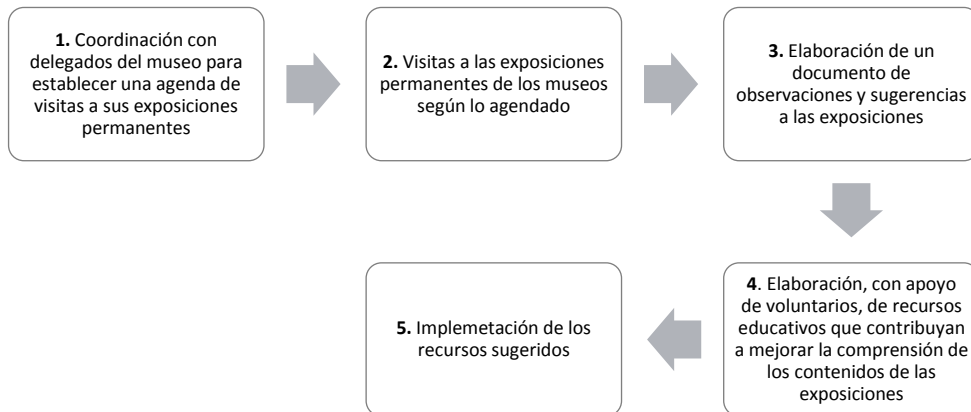 1. Coordinación con
delegados del museo para
establecer una agenda de
visitas a sus exposiciones
permanentes
2. Visitas a las exposiciones
permanentes de los museos
según lo agendado
3. Elaboración de un
documento de
observaciones y sugerencias
a las exposiciones
4. Elaboración, con apoyo
de voluntarios, de recursos
educativos que contribuyan
a mejorar la comprensión de
los contenidos de las
exposiciones
5. Implemetación de los
recursos sugeridos